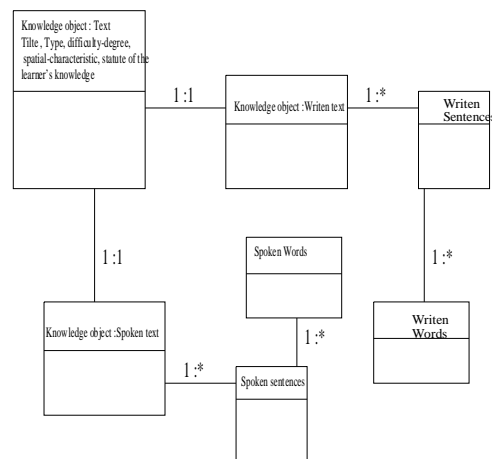 Knowledge object : Text
Tilte , Type, difficulty-degree,
spatial-characteristic, statute of the
learner's knowledge
1 :1
Knowledge object :Writen text
1 :*
Writen
Sentences
1 :1
Spoken Words
1 :*
Knowledge object :Spoken text
1 :*
Writen
Words
1 :*
Spoken sentences